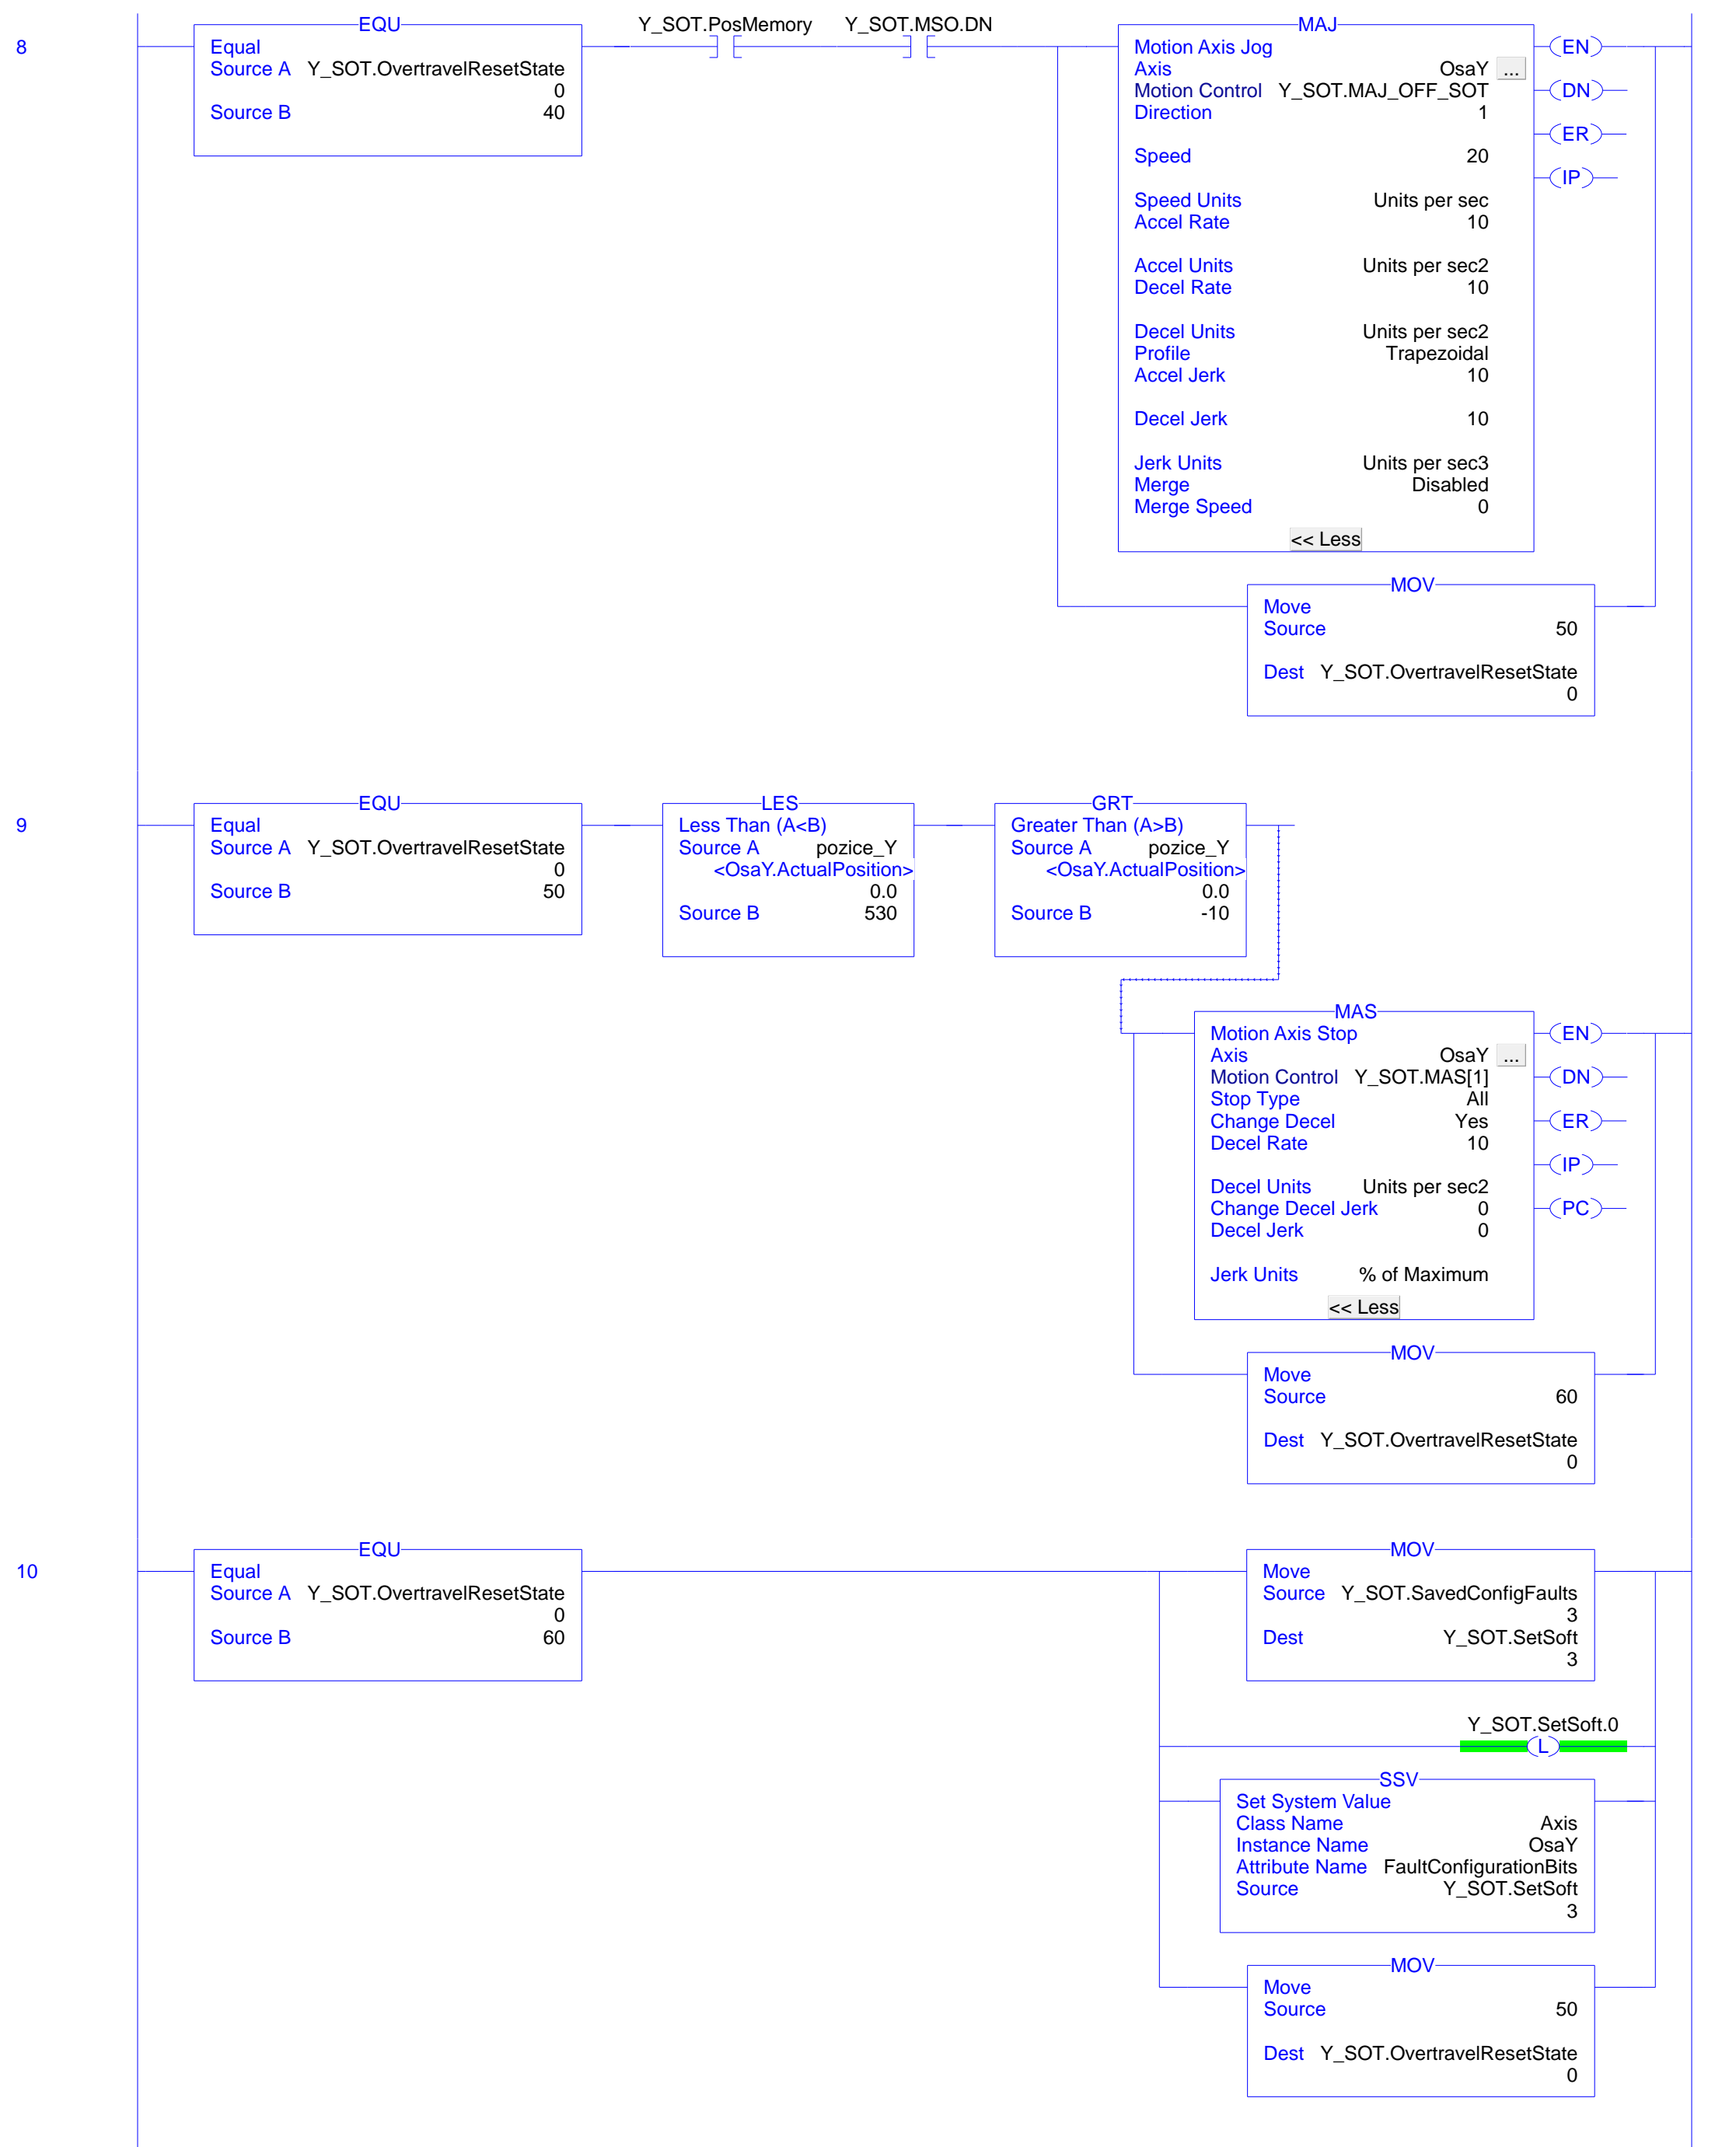 8
EQU
Equal
Source A Y_SOT.OvertravelResetState
0
Source B 40
Y_SOT.PosMemory
Y_SOT.MSO.DN
MAJ
Motion Axis Jog
Axis OsaY ...
Motion Control Y_SOT.MAJ_OFF_SOT
Direction 1
Speed 20
Speed Units Units per sec
Accel Rate 10
Accel Units Units per sec2
Decel Rate 10
Decel Units Units per sec2
Profile Trapezoidal
Accel Jerk 10
Decel Jerk 10
Jerk Units Units per sec3
Merge Disabled
Merge Speed 0
<< Less
EN
DN
ER
IP
MOV
Move
Source 50
Dest Y_SOT.OvertravelResetState
0
9
EQU
Equal
Source A Y_SOT.OvertravelResetState
0
Source B 50
LES
Less Than (A<B)
Source A pozice_Y
<OsaY.ActualPosition>
0.0
Source B 530
GRT
Greater Than (A>B)
Source A pozice_Y
<OsaY.ActualPosition>
0.0
Source B -10
MAS
Motion Axis Stop
Axis OsaY ...
Motion Control Y_SOT.MAS[1]
Stop Type All
Change Decel Yes
Decel Rate 10
Decel Units Units per sec2
Change Decel Jerk 0
Decel Jerk 0
Jerk Units % of Maximum
<< Less
EN
DN
ER
IP
PC
MOV
Move
Source 60
Dest Y_SOT.OvertravelResetState
0
10
EQU
Equal
Source A Y_SOT.OvertravelResetState
0
Source B 60
MOV
Move
Source Y_SOT.SavedConfigFaults
3
Dest Y_SOT.SetSoft
3
Y_SOT.SetSoft.0
L
SSV
Set System Value
Class Name Axis
Instance Name OsaY
Attribute Name FaultConfigurationBits
Source Y_SOT.SetSoft
3
MOV
Move
Source 50
Dest Y_SOT.OvertravelResetState
0